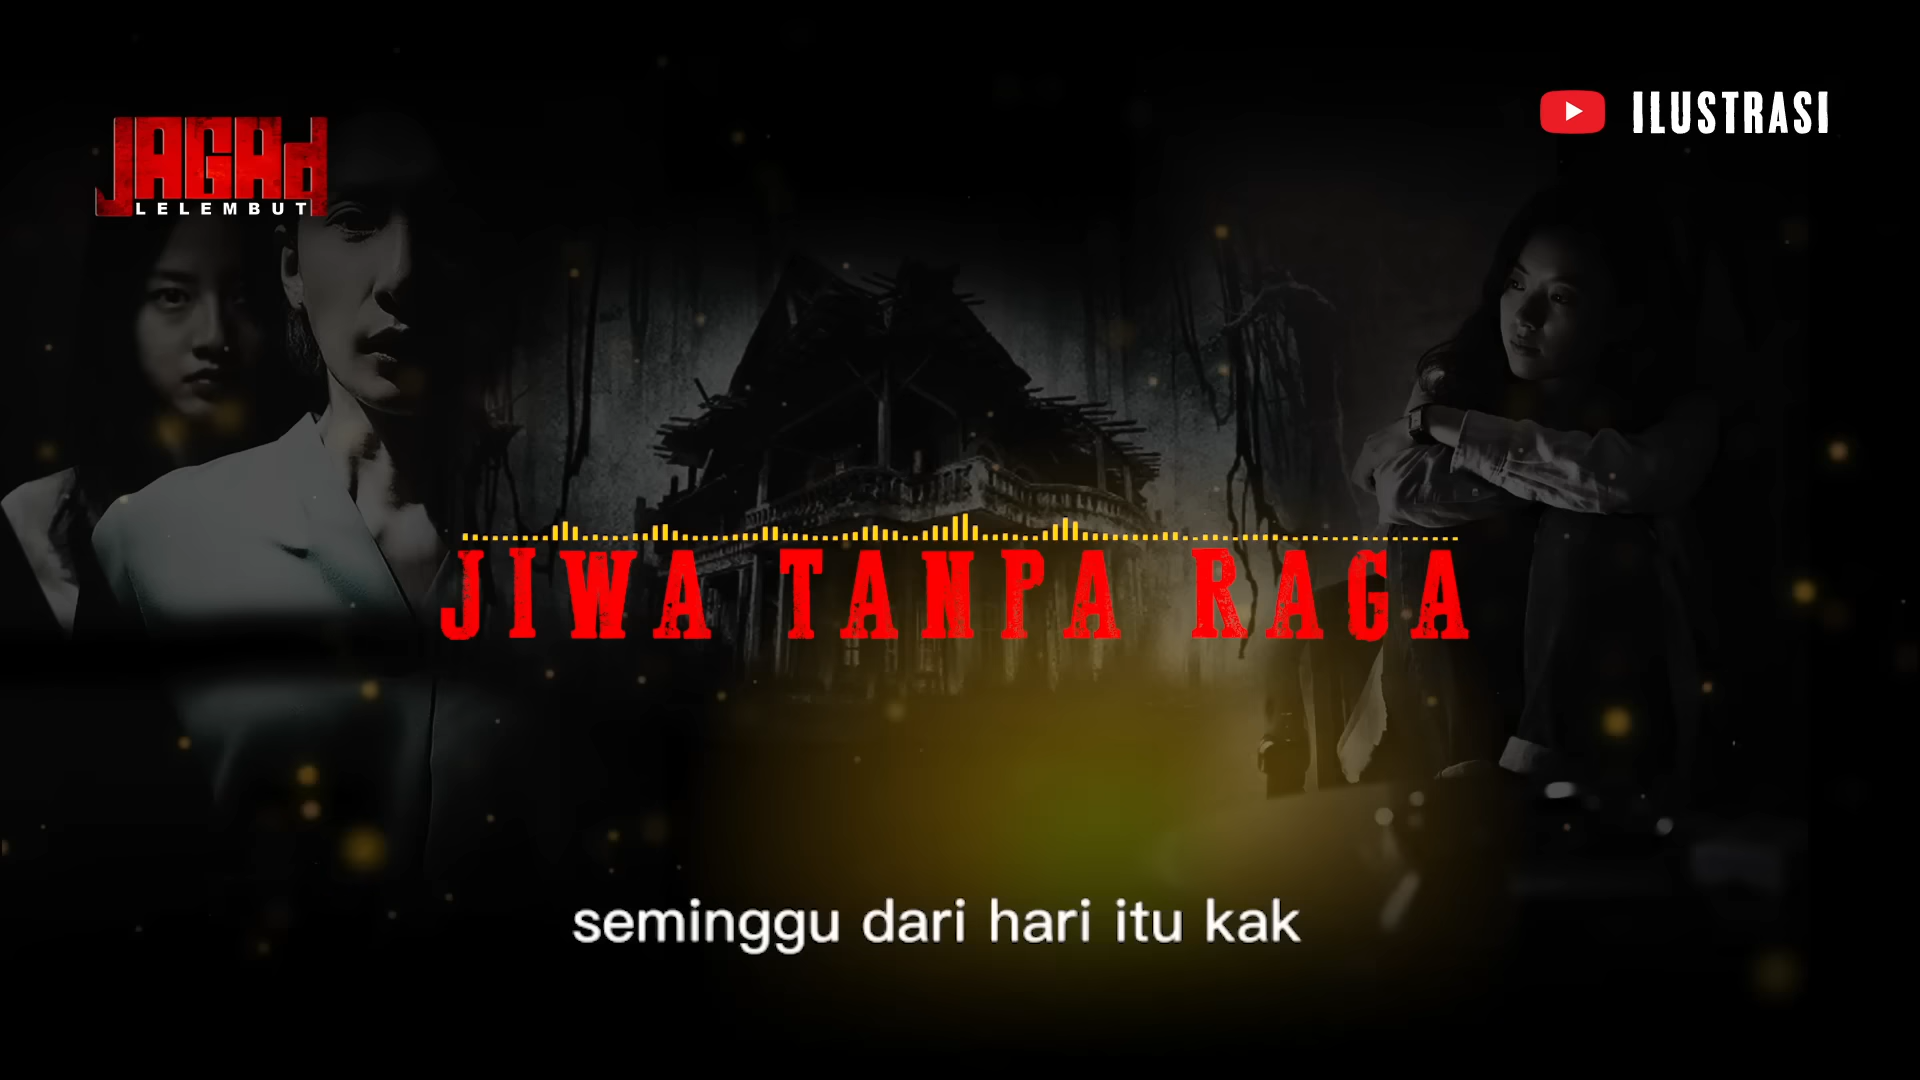 JAGAd
LELEMBUT
ILUSTRASI
JIWA TANPA RAGA
seminggu dari hari itu kak